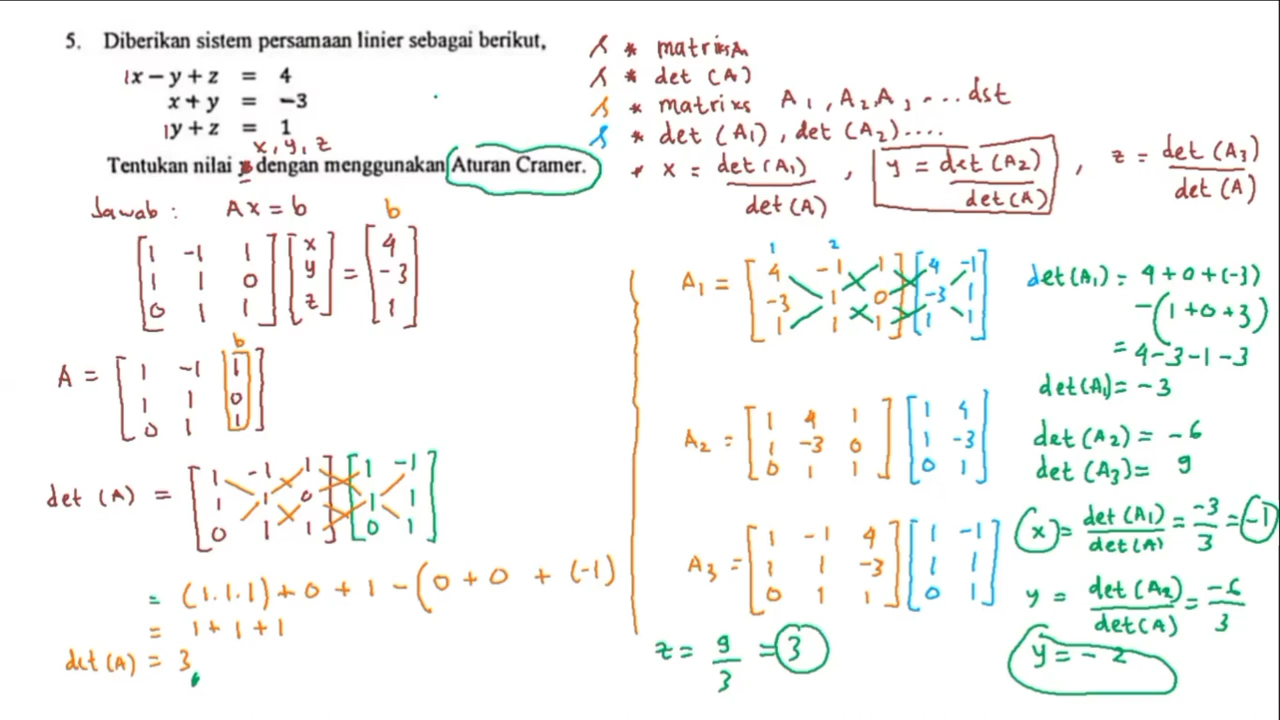 5. Diberikan sistem persamaan linier sebagai berikut,
1x − y + z = 4
x + y = −3
1y + z = 1
x, y, z
Tentukan nilai dengan menggunakan Aturan Cramer.
Jawab : Ax = b
b
[1 -1 1] [x] = [4]
[1 1 0] [y] [-3]
[0 1 1] [z] [1]
b
A = [1 -1 1]
[1 1 0]
[0 1 1]
det (A) = [1 -1 1] [1 -1]
[1 1 0] [1 1]
[0 1 1] [0 1]
= (1.1.1) + 0 + 1 - (0 + 0 + (-1)
= 1 + 1 + 1
det (A) = 3
* matriks A
* det (A)
* matrixs A1, A2, A3, ... dst
* det (A1), det (A2)....
* x = det (A1) / det (A) , y = det (A2) / det (A) , z = det (A3) / det (A)
1 2
A1 = [4 -1 1] [4 -1]
[-3 1 0] [-3 1]
[1 1 1] [1 1]
A2 = [1 4 1] [1 4]
[1 -3 0] [1 -3]
[0 1 1] [0 1]
A3 = [1 -1 4] [1 -1]
[1 1 -3] [1 1]
[0 1 1] [0 1]
z = 9/3 = 3
det (A1) = 4 + 0 + (-3)
- (1 + 0 + 3)
= 4 - 3 - 1 - 3
det (A1) = - 3
det (A2) = - 6
det (A3) = 9
x = det (A1) / det (A) = -3/3 = -1
y = det (A2) / det (A) = -6/3
y = - 2